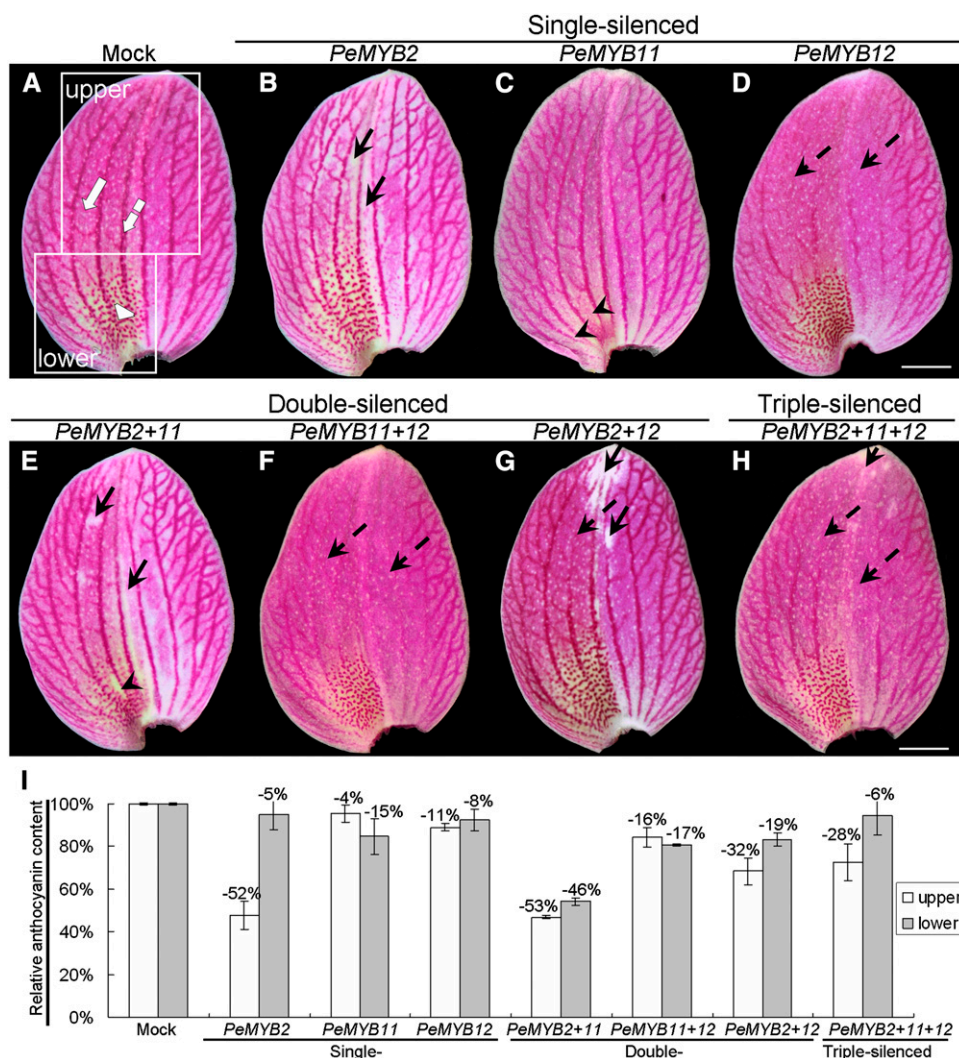 Single-silenced
Mock PeMYB2 PeMYB11 PeMYB12
A B C D
upper
lower
Double-silenced Triple-silenced
PeMYB2+11 PeMYB11+12 PeMYB2+12 PeMYB2+11+12
E F G H
I
Relative anthocyanin content
100%
80%
60%
40%
20%
0%
-52% -5% -4% -15% -11% -8% -53% -46% -16% -17% -32% -19% -28% -6%
upper
lower
Mock PeMYB2 PeMYB11 PeMYB12 PeMYB2+11 PeMYB11+12 PeMYB2+12 PeMYB2+11+12
Single- Double- Triple-silenced